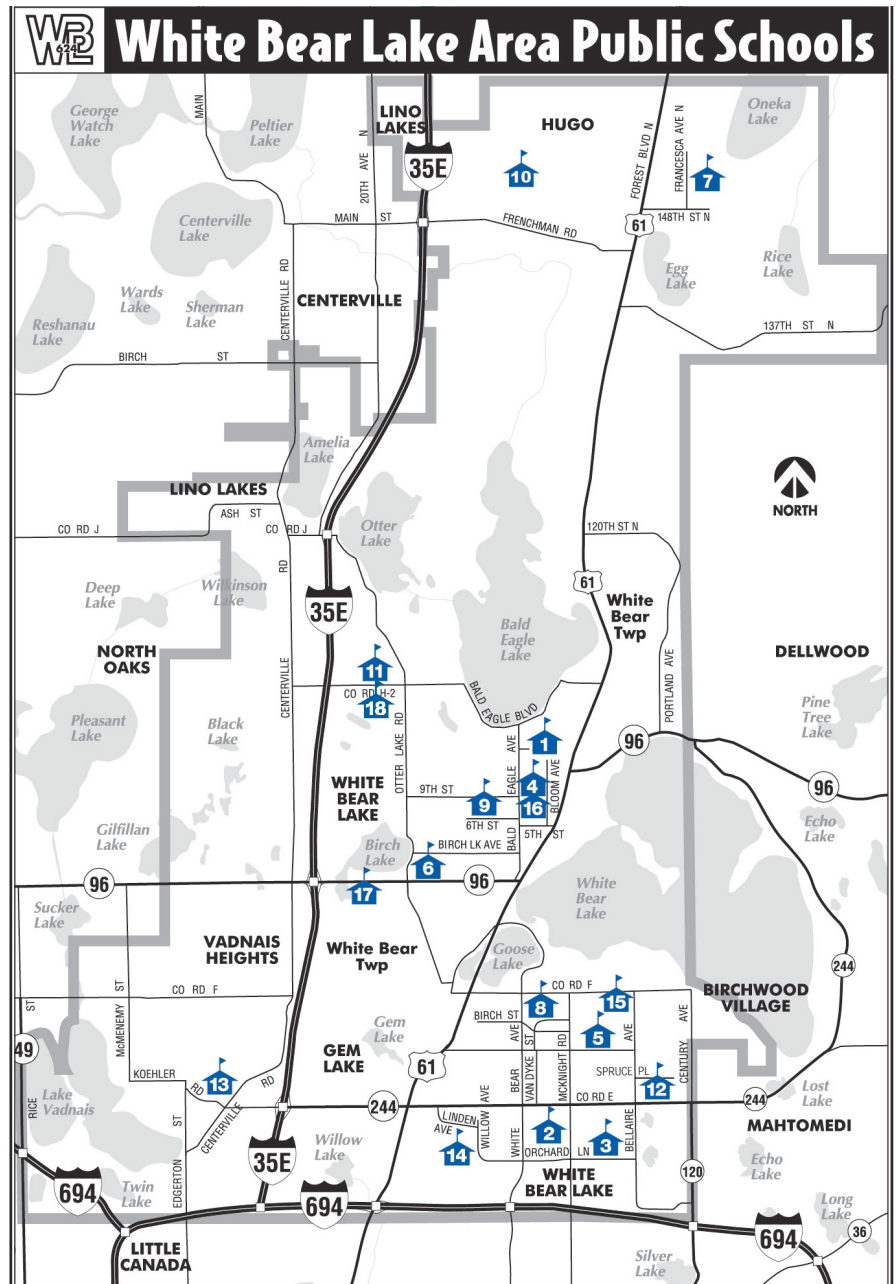 WBL
624
White Bear Lake Area Public Schools
George
Watch
Lake
MAIN
Peltier
Lake
20TH AVE N
LINO
LAKES
35E
HUGO
10
FOREST BLVD N
FRANCESCA AVE N
7
Oneka
Lake
Centerville
Lake
MAIN ST
FRENCHMAN RD
61
148TH ST N
CENTERVILLE RD
Wards
Lake
Sherman
Lake
CENTERVILLE
Egg
Lake
Rice
Lake
Reshanau
Lake
BIRCH ST
137TH ST N
Amelia
Lake
LINO LAKES
ASH ST
CO RD J
CO RD J
Otter
Lake
NORTH
120TH ST N
Deep
Lake
Wilkinson
Lake
RD
35E
61
White
Bear
Twp
NORTH
OAKS
Bald
Eagle
Lake
DELLWOOD
CENTERVILLE
11
CO RD H-2
18
BALD EAGLE BLVD
PORTLAND AVE
Pleasant
Lake
Black
Lake
Pine
Tree
Lake
OTTER LAKE RD
1
96
WHITE
BEAR
LAKE
9TH ST
9
BALD EAGLE AVE
4
16
BLOOM AVE
96
6TH ST
5TH ST
Gilfillan
Lake
Birch
Lake
BIRCH LK AVE
6
Echo
Lake
96
17
96
White
Bear
Lake
Sucker
Lake
VADNAIS
HEIGHTS
White Bear
Twp
Goose
Lake
244
McMENEMY ST
CO RD F
CO RD F
15
BIRCHWOOD
VILLAGE
8
BIRCH ST
5
ST
49
RICE
Gem
Lake
GEM
LAKE
61
AVE
BEAR
WHITE
VAN DYKE ST
McKNIGHT RD
AVE
BELLAIRE
CENTURY AVE
KOEHLER RD
13
CENTERVILLE RD
SPRUCE PL
12
Lake
Vadnais
244
CO RD E
244
Lost
Lake
EDGERTON ST
LINDEN
AVE
WILLOW AVE
14
2
3
ORCHARD LN
MAHTOMEDI
35E
Willow
Lake
WHITE
BEAR LAKE
120
Echo
Lake
694
Twin
Lake
694
Long
Lake
36
694
LITTLE
CANADA
Silver
Lake